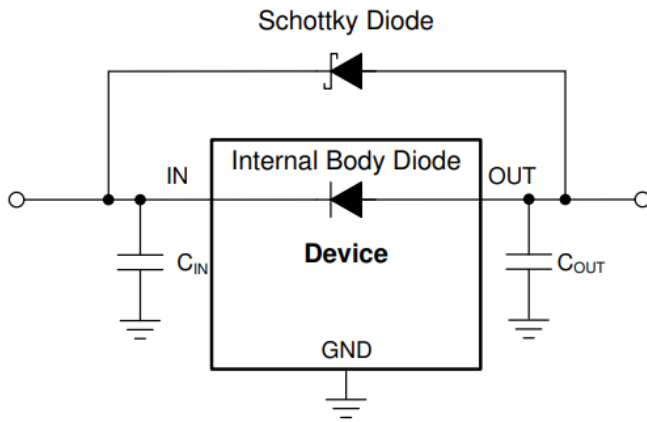 Schottky Diode
Internal Body Diode
IN
OUT
Device
CIN
COUT
GND